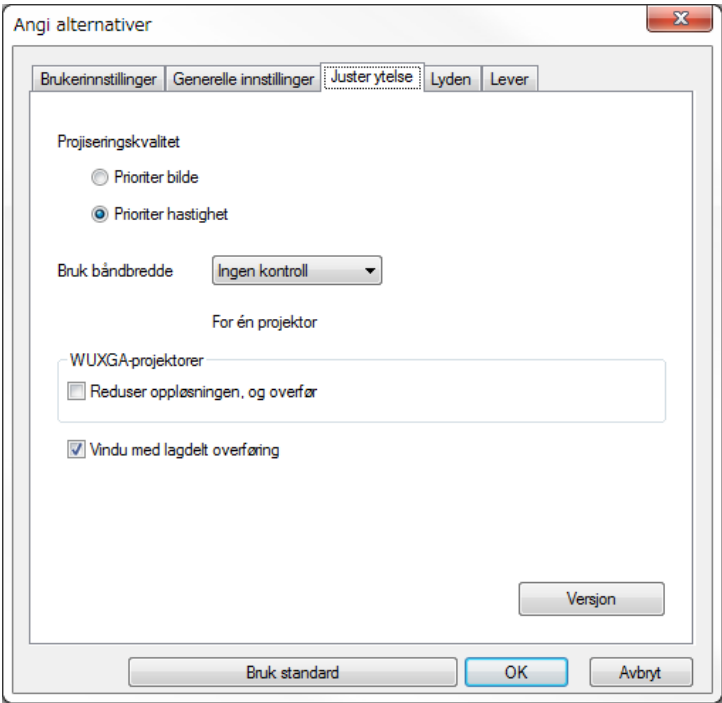 Angi alternativer
Brukerinnstillinger Generelle innstillinger Juster ytelse Lyden Lever
Projiseringskvalitet
Prioriter bilde
Prioriter hastighet
Bruk båndbredde Ingen kontroll
For én projektor
WUXGA-projektorer
Reduser oppløsningen, og overfør
Vindu med lagdelt overføring
Versjon
Bruk standard OK Avbryt